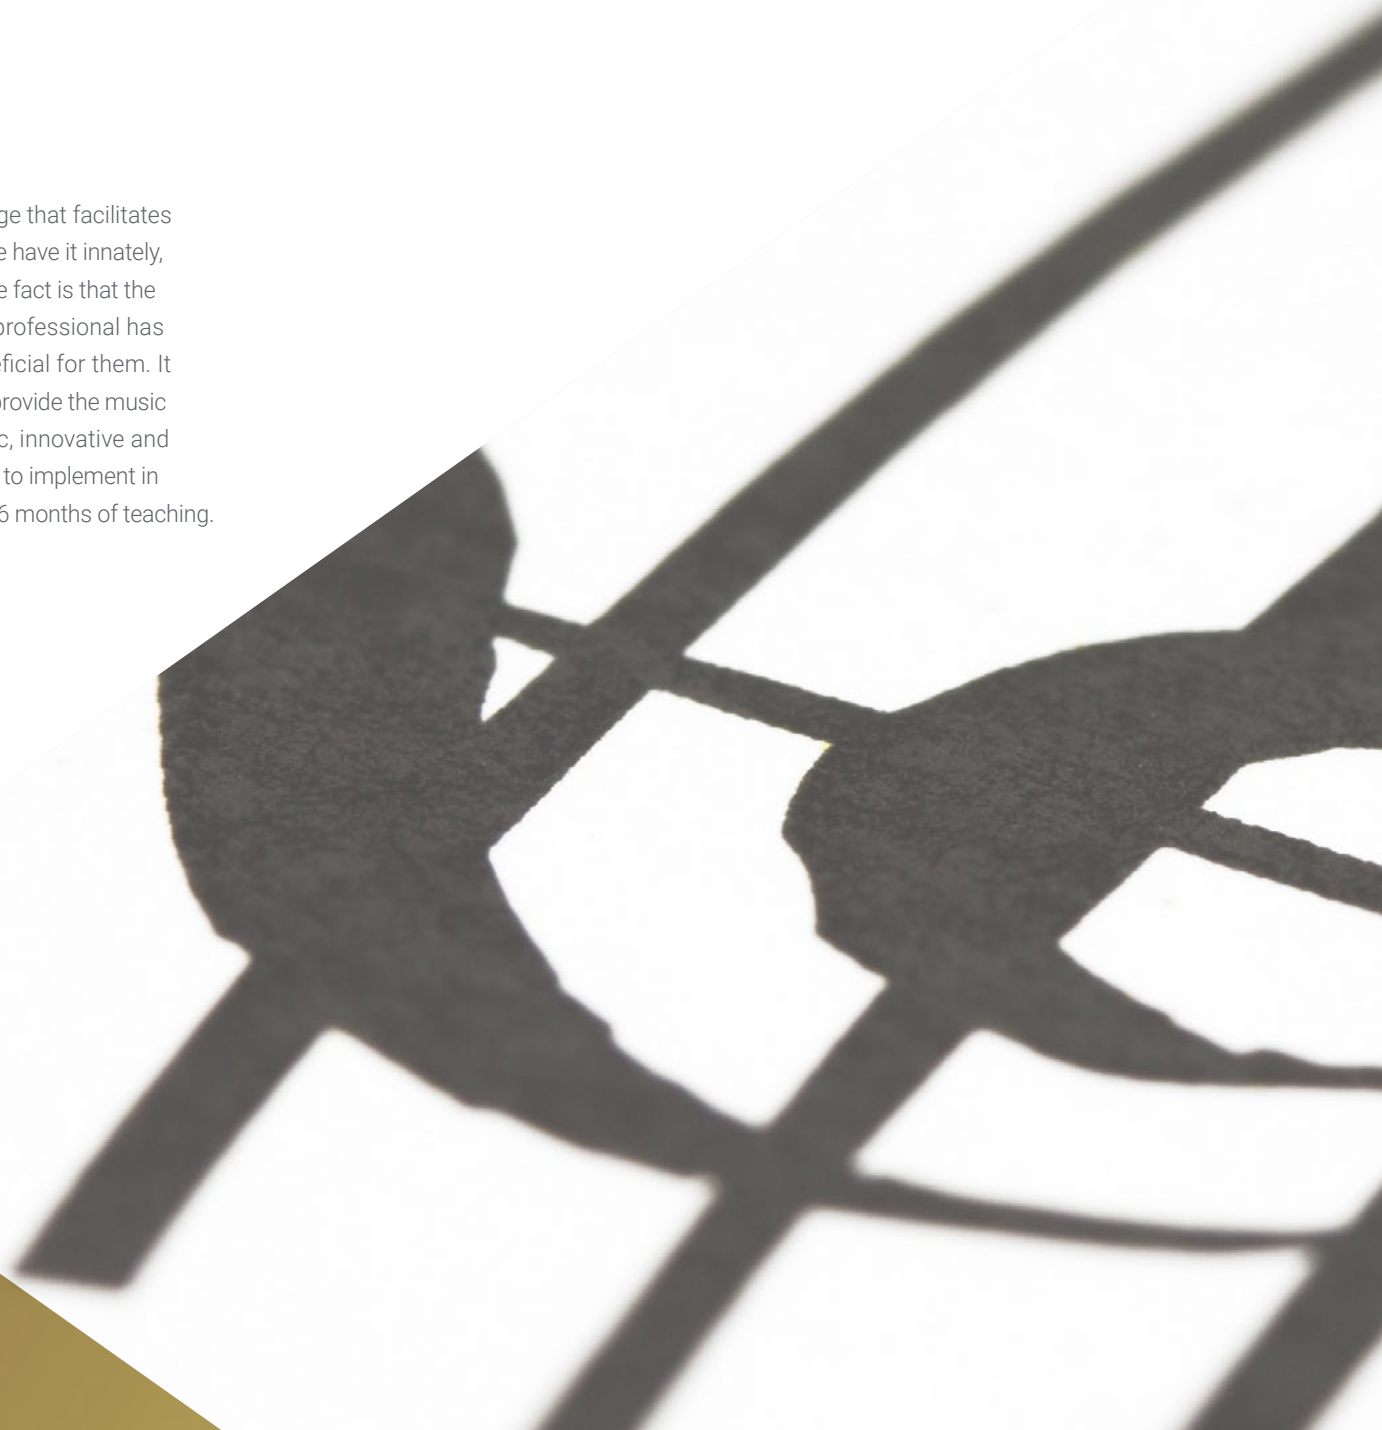 ge that facilitates
e have it innately,
e fact is that the
professional has
eficial for them. It
provide the music
c, innovative and
to implement in
6 months of teaching.